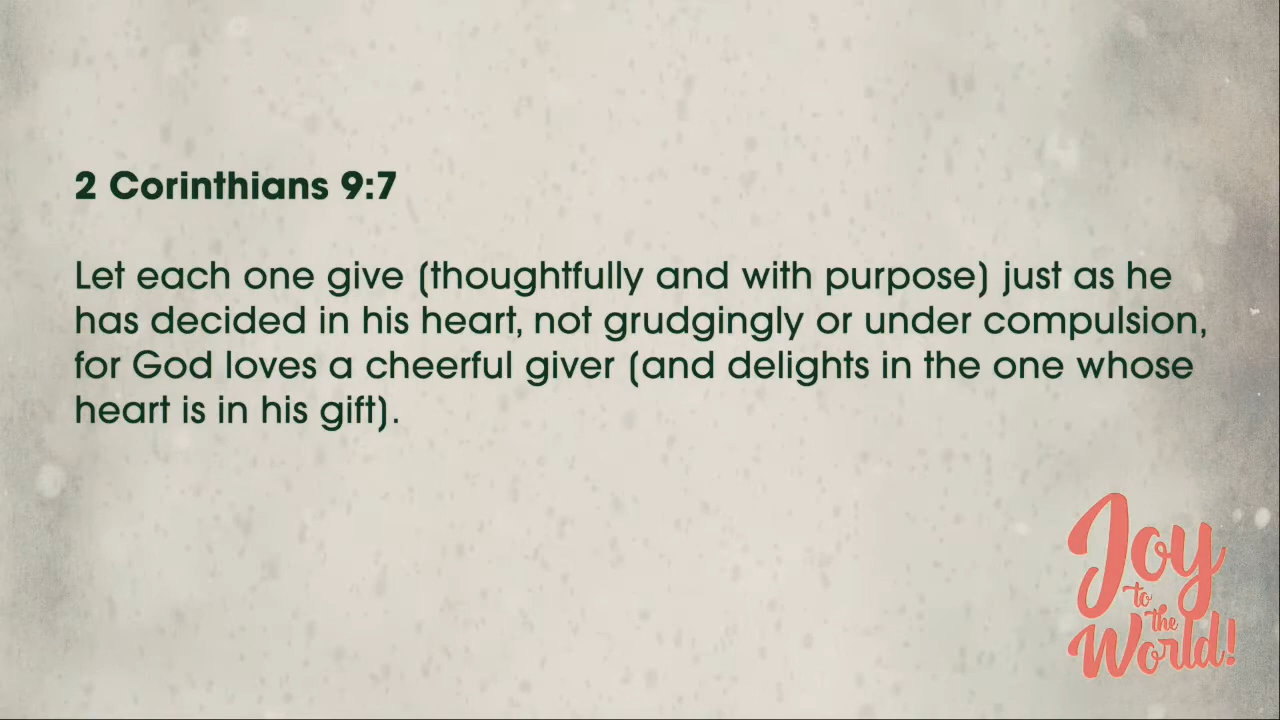 2 Corinthians 9:7
Let each one give (thoughtfully and with purpose) just as he
has decided in his heart, not grudgingly or under compulsion,
for God loves a cheerful giver (and delights in the one whose
heart is in his gift).
Joy
to
the
World!